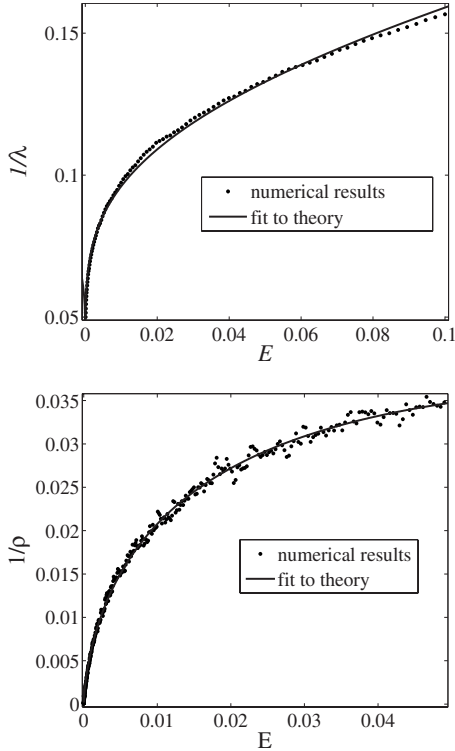 0.15
0.1
0.05
1/λ
numerical results
fit to theory
0 0.02 0.04 0.06 0.08 0.1
E
0.035
0.03
0.025
0.02
0.015
0.01
0.005
0
1/ρ
numerical results
fit to theory
0 0.01 0.02 0.03 0.04
E